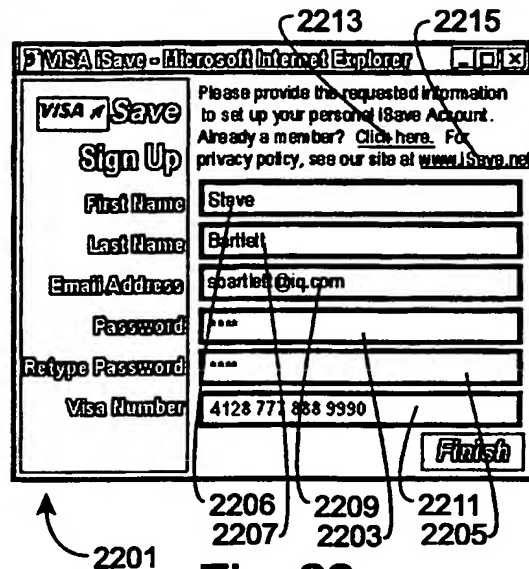 2213 2215
VISA iSave - Microsoft Internet Explorer
VISA iSave
Please provide the requested information
to set up your personal iSave Account.
Already a member? Click here. For
privacy policy, see our site at www.iSave.net
Sign Up
First Name Steve
Last Name Bartlett
Email Address sbartlett@iq.com
Password ****
Retype Password ****
Visa Number 4128 777 888 9990
Finish
2206 2209 2211
2207 2203 2205
2201